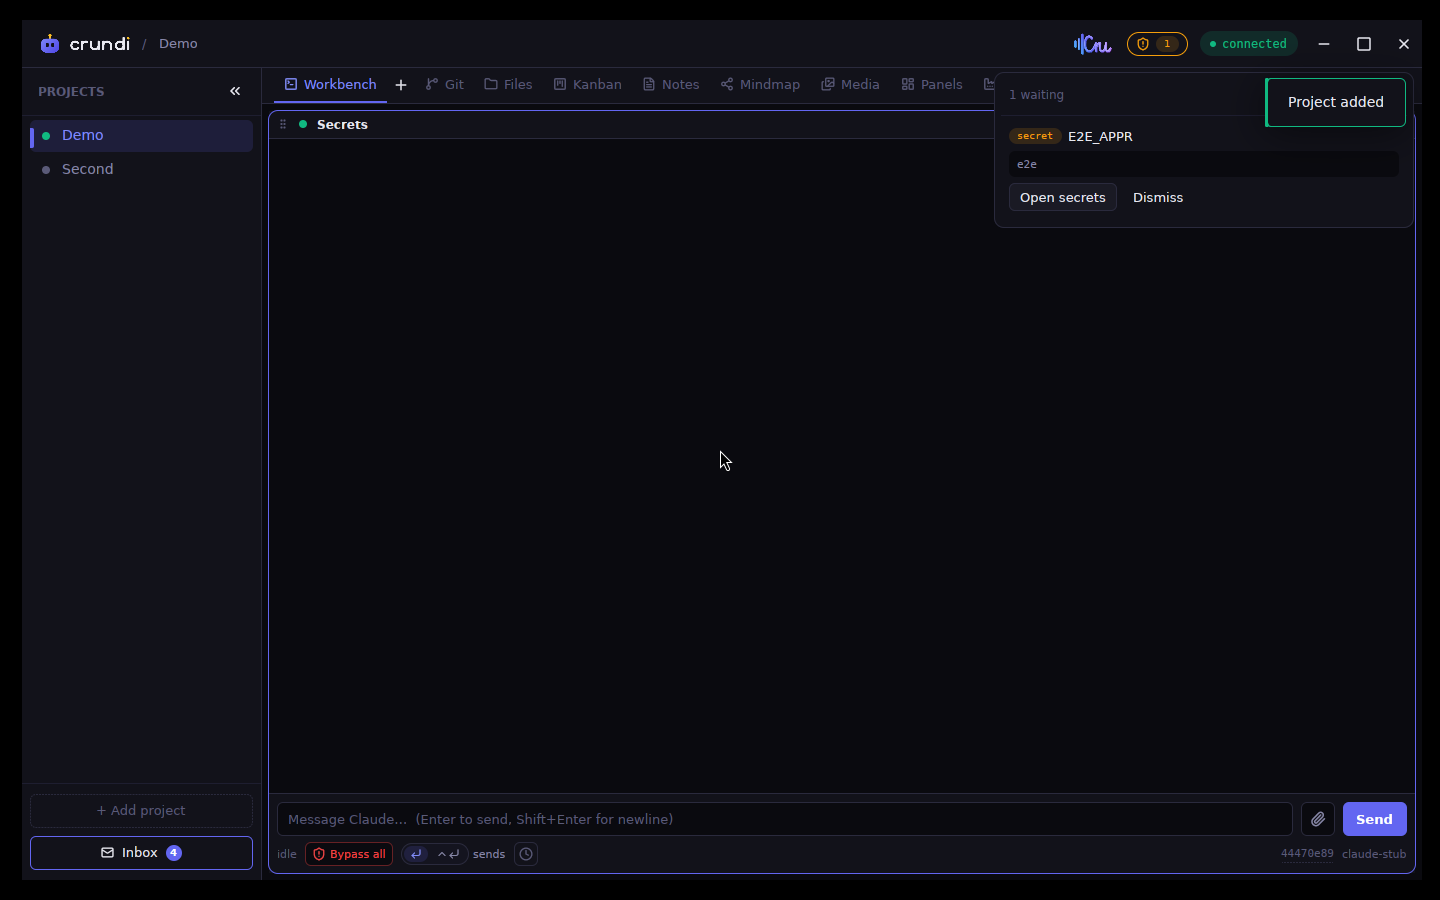 crundi / Demo
Cru
1
connected
PROJECTS
Workbench
Git
Files
Kanban
Notes
Mindmap
Media
Panels
1 waiting
Project added
Demo
Second
Secrets
secret E2E_APPR
e2e
Open secrets
Dismiss
+ Add project
Inbox 4
Message Claude... (Enter to send, Shift+Enter for newline)
Send
idle
Bypass all
sends
44470e89
claude-stub